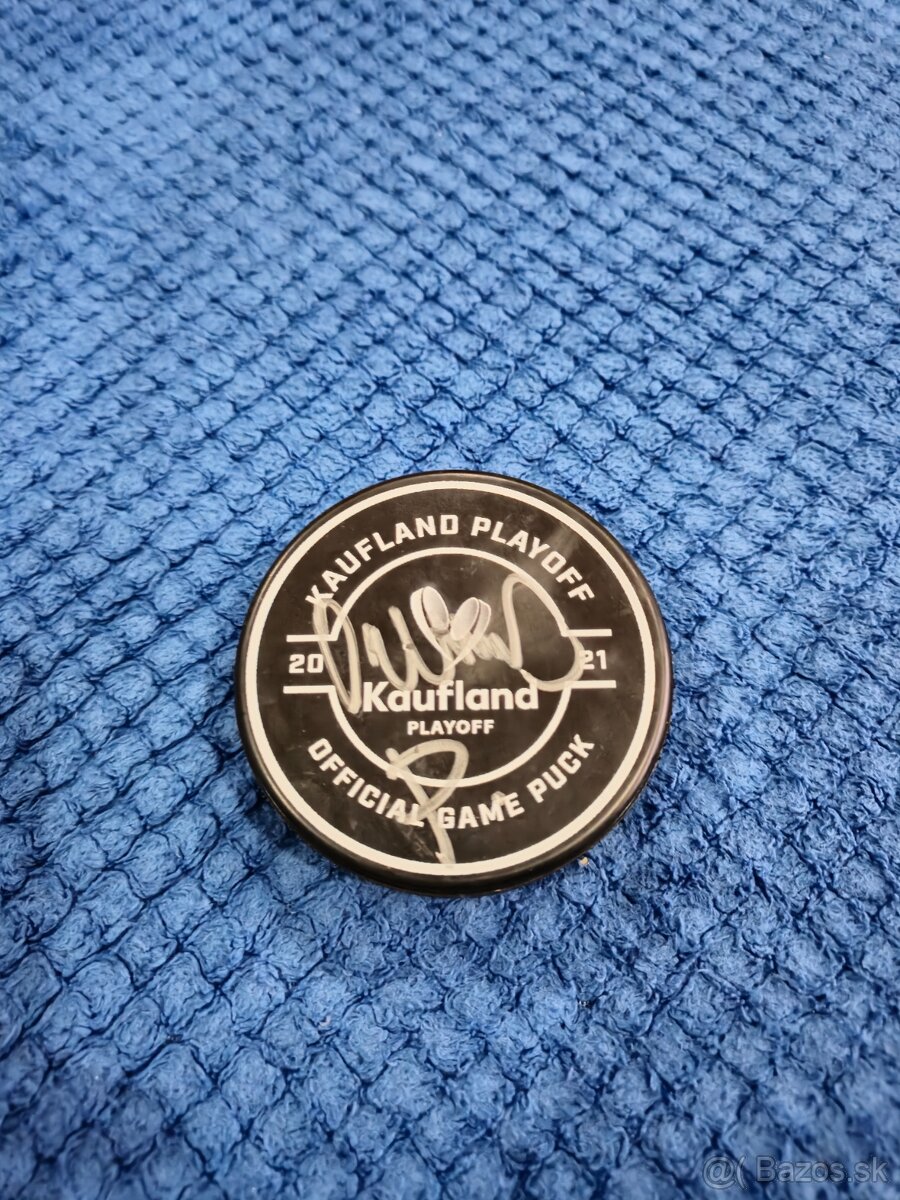 KAUFLAND PLAYOFF
20 21
Kaufland
PLAYOFF
OFFICIAL GAME PUCK
@( Bazos.sk